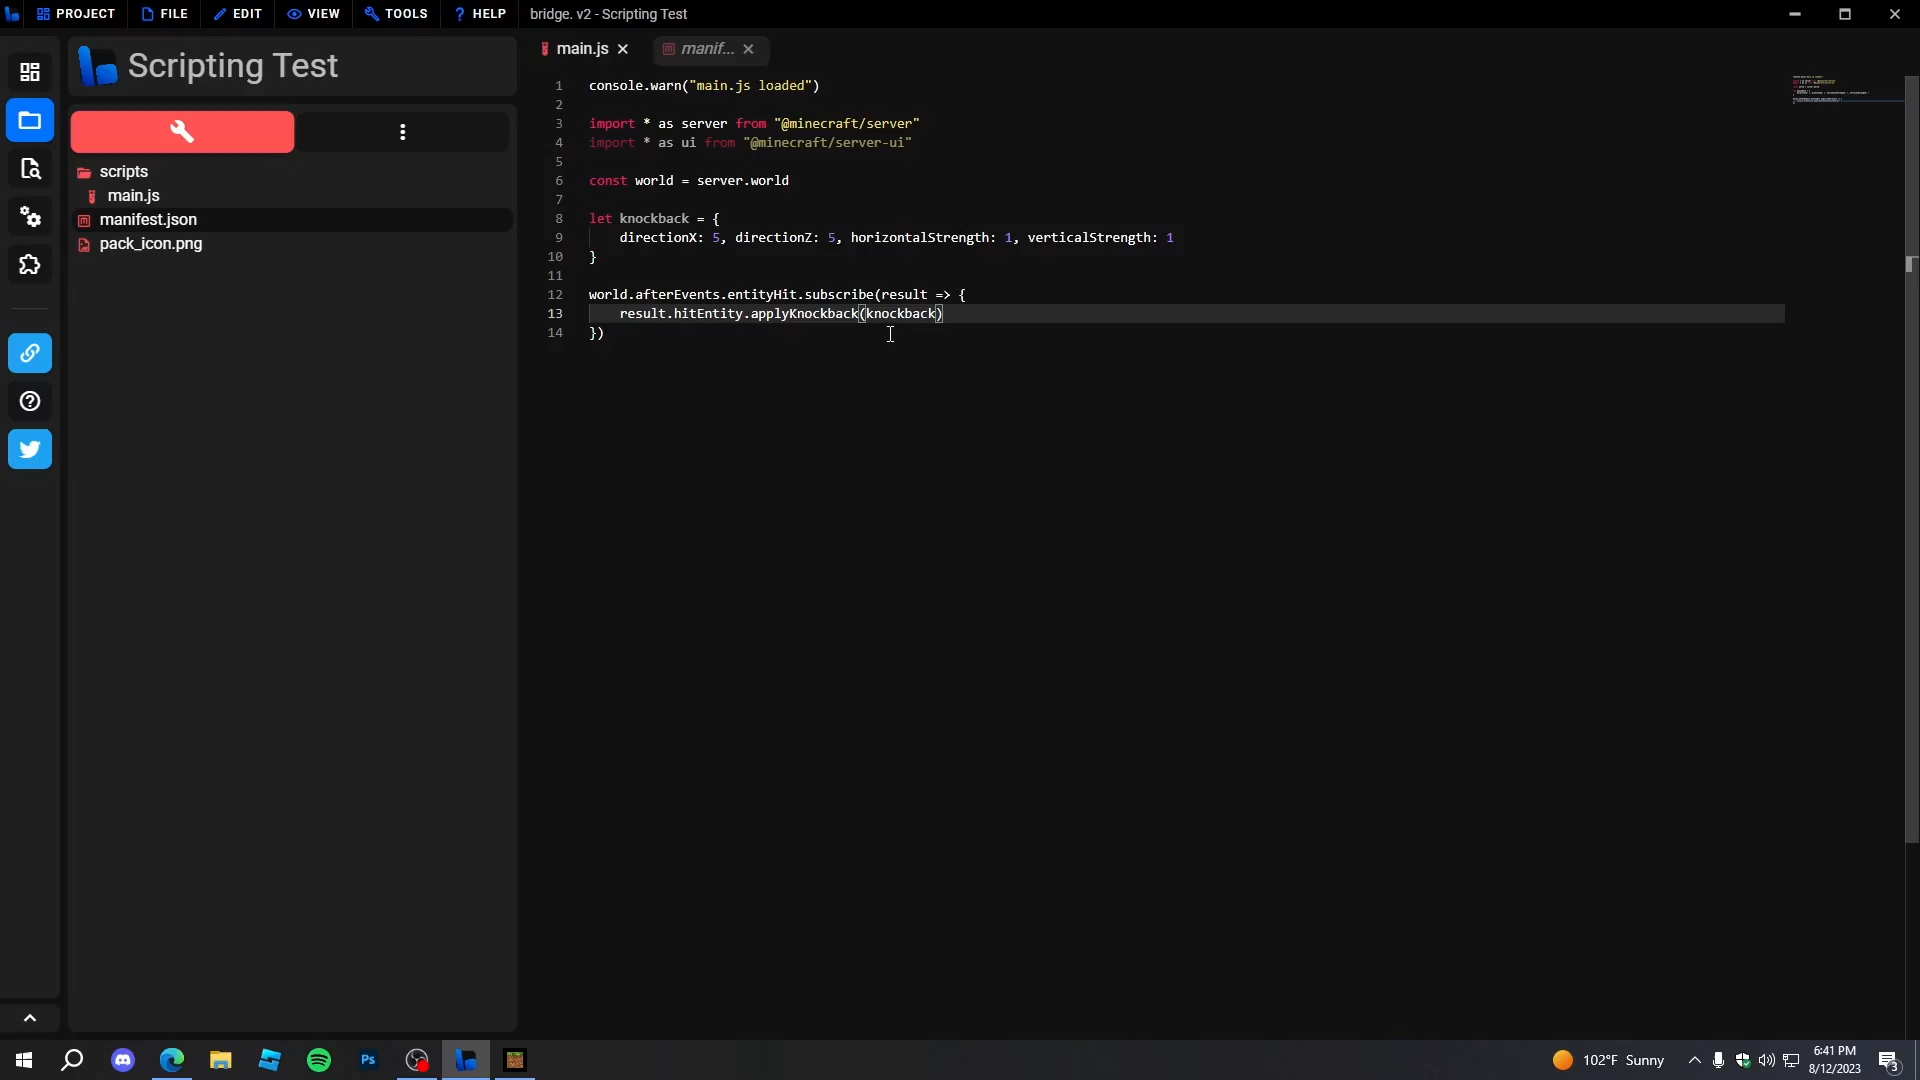 PROJECT FILE EDIT VIEW TOOLS HELP bridge. v2 - Scripting Test
Scripting Test
scripts
main.js
manifest.json
pack_icon.png
main.js manif...
1 console.warn("main.js loaded")
2
3 import * as server from "@minecraft/server"
4 import * as ui from "@minecraft/server-ui"
5
6 const world = server.world
7
8 let knockback = {
9 directionX: 5, directionZ: 5, horizontalStrength: 1, verticalStrength: 1
10 }
11
12 world.afterEvents.entityHit.subscribe(result => {
13 result.hitEntity.applyKnockback(knockback)
14 })
Ps
102°F Sunny
6:41 PM
8/12/2023
3